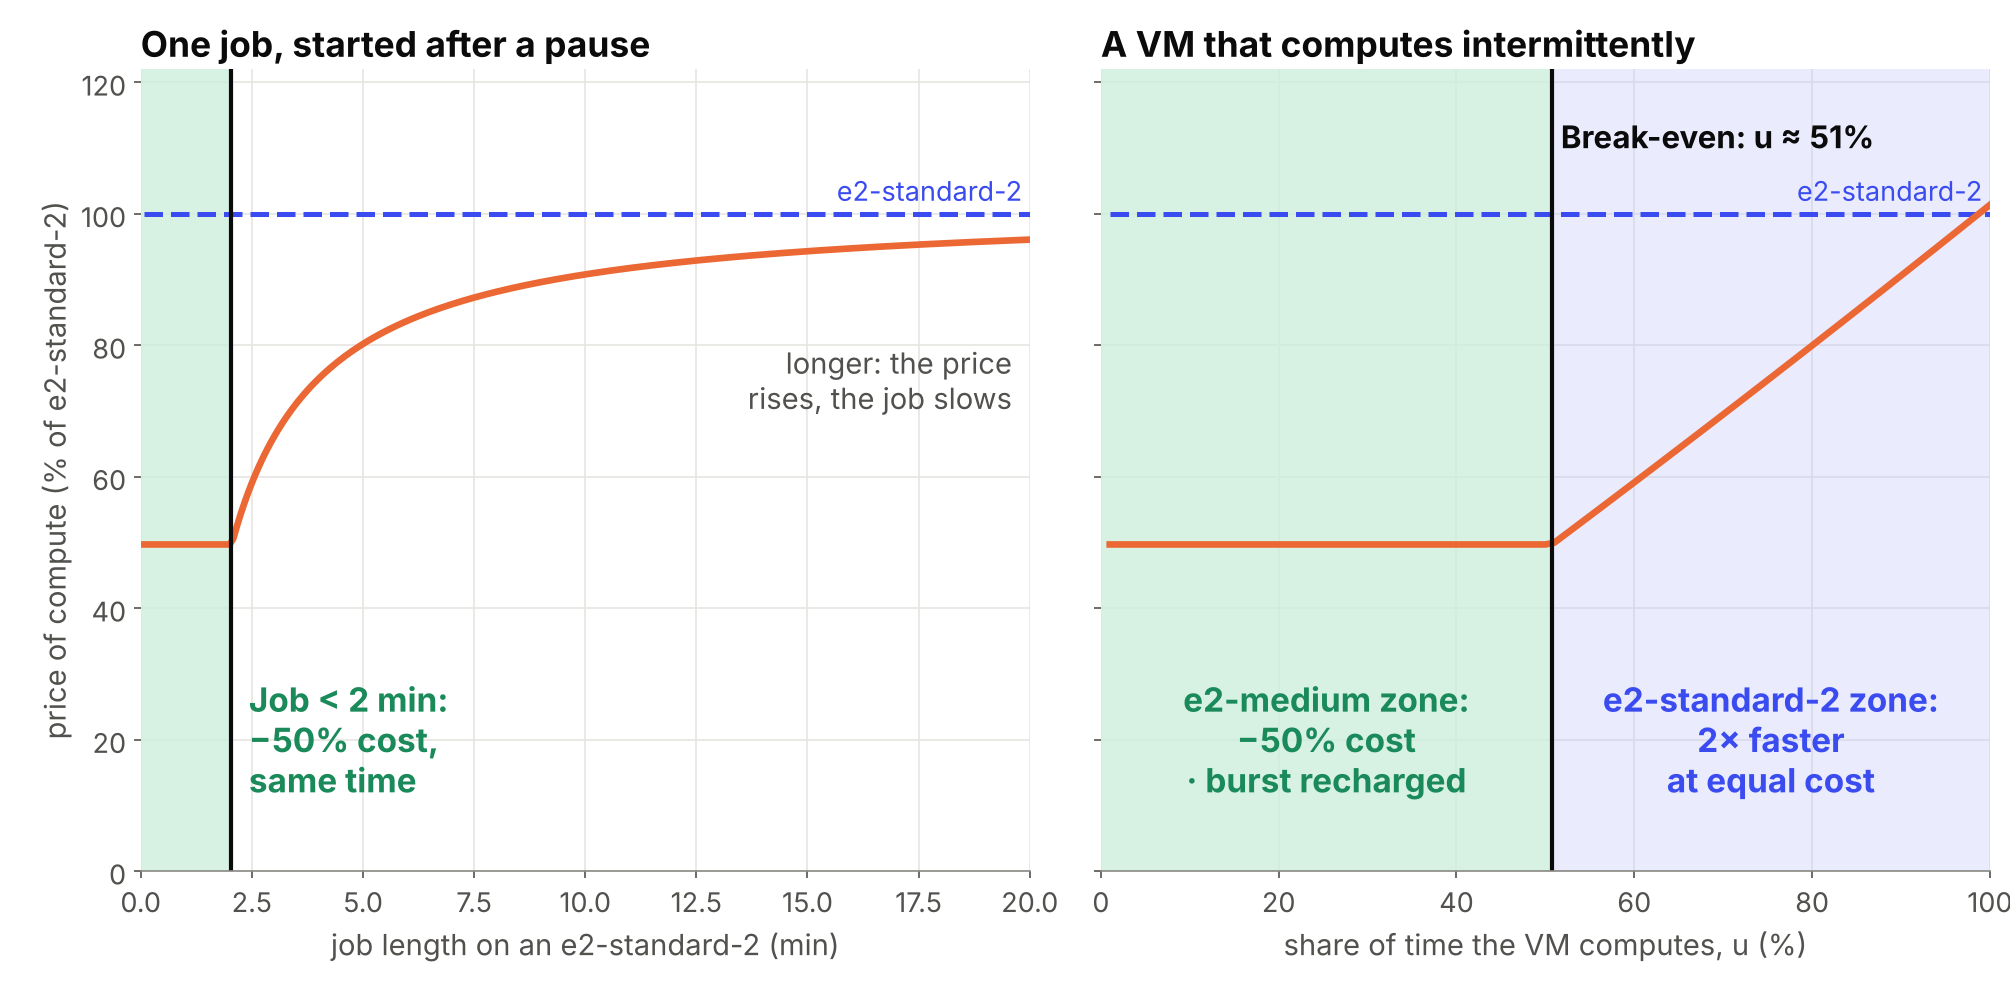 One job, started after a pause
120
100
80
60
40
20
0
price of compute (% of e2-standard-2)
e2-standard-2
longer: the price
rises, the job slows
Job < 2 min:
−50% cost,
same time
0.0 2.5 5.0 7.5 10.0 12.5 15.0 17.5 20.0
job length on an e2-standard-2 (min)
A VM that computes intermittently
Break-even: u ≈ 51%
e2-standard-2
e2-medium zone:
−50% cost
· burst recharged
e2-standard-2 zone:
2× faster
at equal cost
0 20 40 60 80 100
share of time the VM computes, u (%)